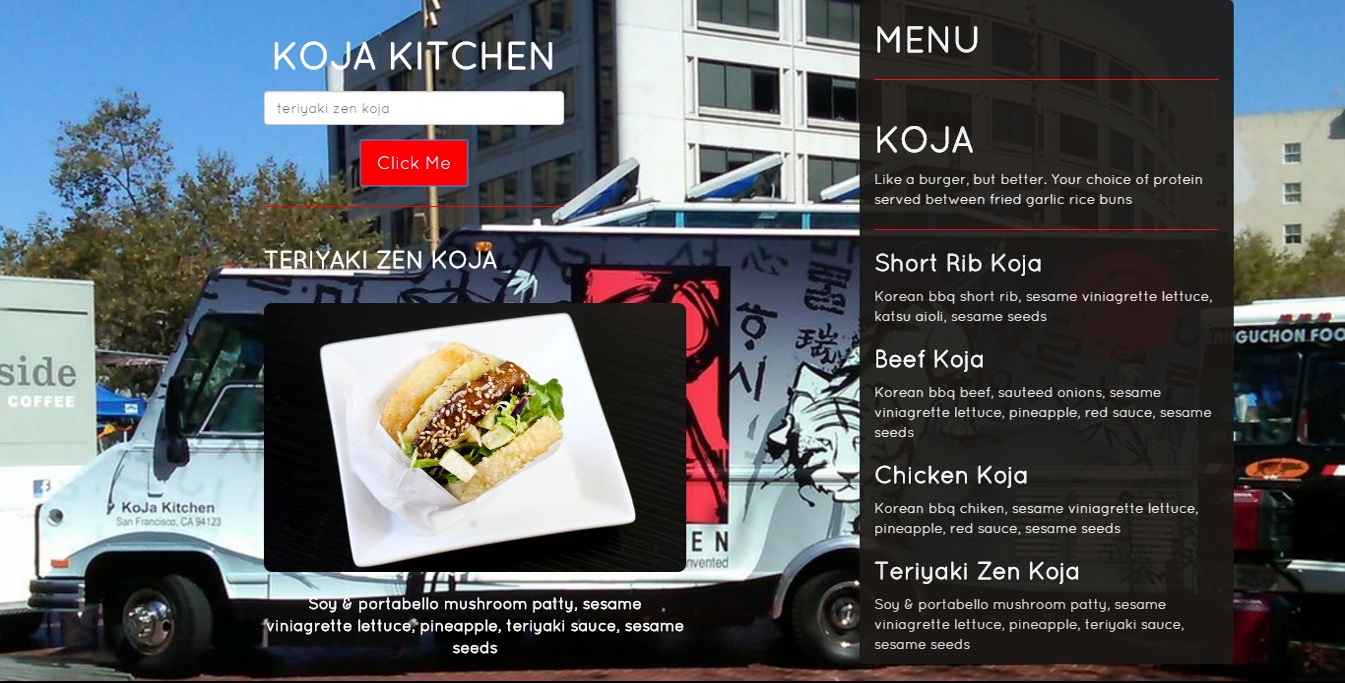 KOJA KITCHEN
teriyaki zen koja
Click Me
TERIYAKI ZEN KOJA
Soy & portabello mushroom patty, sesame
viniagrette lettuce, pineapple, teriyaki sauce, sesame
seeds
MENU
KOJA
Like a burger, but better. Your choice of protein
served between fried garlic rice buns
Short Rib Koja
Korean bbq short rib, sesame viniagrette lettuce,
katsu aioli, sesame seeds
Beef Koja
Korean bbq beef, sauteed onions, sesame
viniagrette lettuce, pineapple, red sauce, sesame
seeds
Chicken Koja
Korean bbq chiken, sesame viniagrette lettuce,
pineapple, red sauce, sesame seeds
Teriyaki Zen Koja
Soy & portabello mushroom patty, sesame
viniagrette lettuce, pineapple, teriyaki sauce,
sesame seeds
side
COFFEE
KoJa Kitchen
San Francisco, CA 94123
EN
nvented
NGUCHON FOO